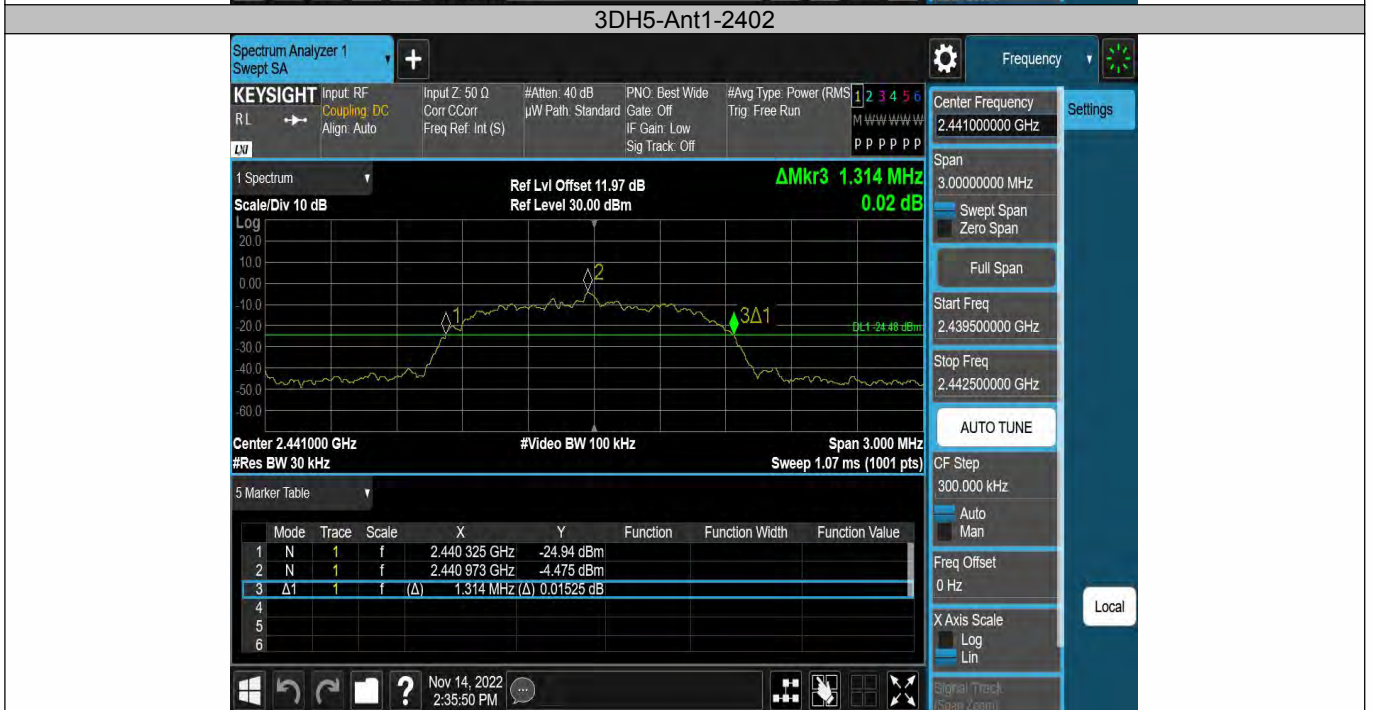 3DH5-Ant1-2402
Spectrum Analyzer 1
Swept SA
+
Frequency
KEYSIGHT
RL
LXI
Input: RF
Coupling: DC
Align: Auto
Input Z: 50 Ω
Corr CCorr
Freq Ref: Int (S)
#Atten: 40 dB
µW Path: Standard
PNO: Best Wide
Gate: Off
IF Gain: Low
Sig Track: Off
#Avg Type: Power (RMS
Trig: Free Run
1 2 3 4 5 6
M W W W W W
P P P P P P
Center Frequency
2.441000000 GHz
Settings
Span
3.00000000 MHz
Swept Span
Zero Span
Full Span
Start Freq
2.439500000 GHz
Stop Freq
2.442500000 GHz
AUTO TUNE
CF Step
300.000 kHz
Auto
Man
Freq Offset
0 Hz
X Axis Scale
Log
Lin
Signal Track
(Span Zoom)
Local
1 Spectrum
Scale/Div 10 dB
Ref Lvl Offset 11.97 dB
Ref Level 30.00 dBm
ΔMkr3 1.314 MHz
0.02 dB
Log
20.0
10.0
0.00
-10.0
-20.0
-30.0
-40.0
-50.0
-60.0
1
2
3Δ1
DL1 -24.48 dBm
Center 2.441000 GHz
#Res BW 30 kHz
#Video BW 100 kHz
Span 3.000 MHz
Sweep 1.07 ms (1001 pts)
5 Marker Table
Mode Trace Scale X Y Function Function Width Function Value
1 N 1 f 2.440 325 GHz -24.94 dBm
2 N 1 f 2.440 973 GHz -4.475 dBm
3 Δ1 1 f (Δ) 1.314 MHz (Δ) 0.01525 dB
4
5
6
?
Nov 14, 2022
2:35:50 PM